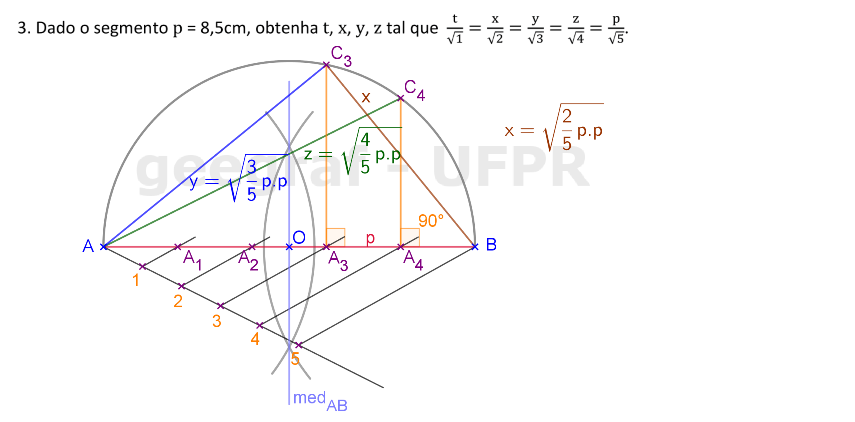 3. Dado o segmento p = 8,5cm, obtenha t, x, y, z tal que t/√1 = x/√2 = y/√3 = z/√4 = p/√5.
C3
C4
x
x = √(2/5 p.p)
z = √(4/5 p.p)
y = √(3/5 p.p)
geometria - UFPR
90°
A
O
p
B
A1
A2
A3
A4
1
2
3
4
5
med AB